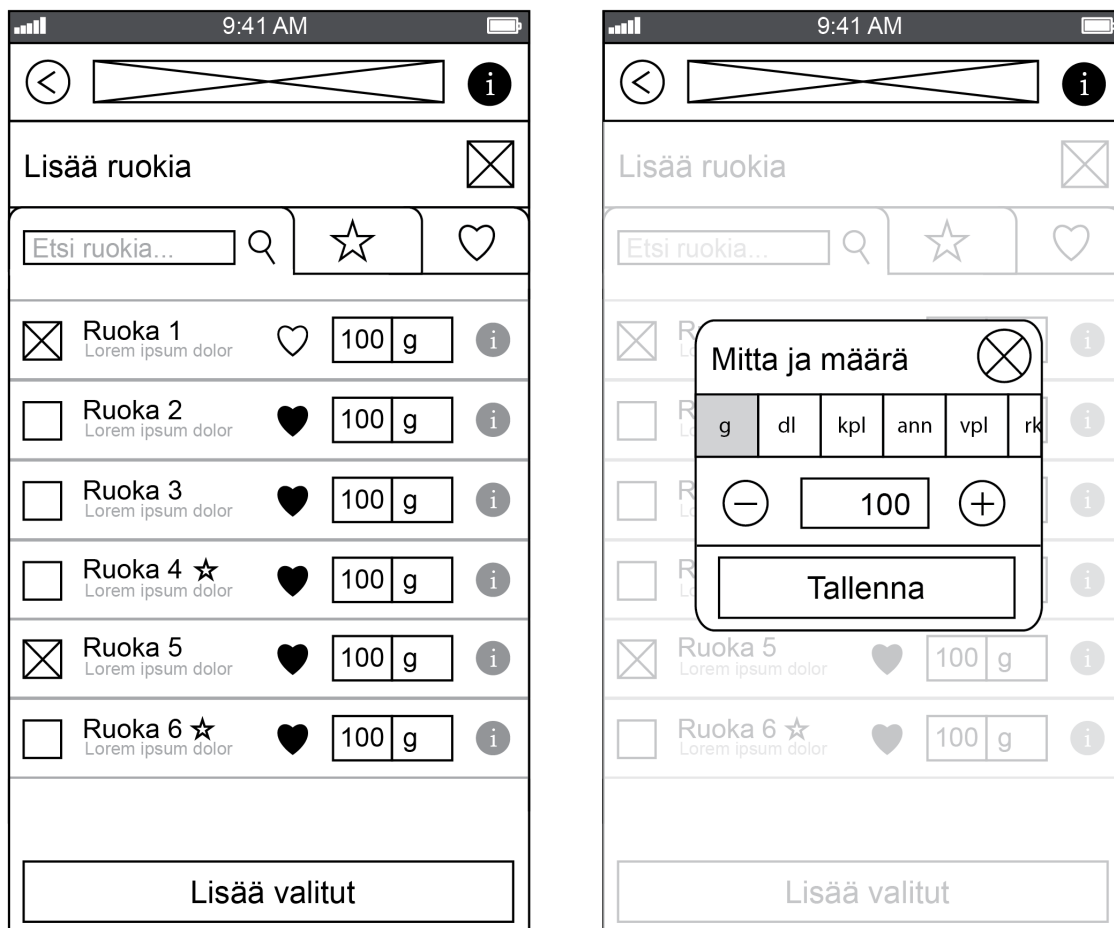 9:41 AM
i
Lisää ruokia
Etsi ruokia...
Ruoka 1
Lorem ipsum dolor
100 g
i
Ruoka 2
Lorem ipsum dolor
100 g
i
Ruoka 3
Lorem ipsum dolor
100 g
i
Ruoka 4
Lorem ipsum dolor
100 g
i
Ruoka 5
Lorem ipsum dolor
100 g
i
Ruoka 6
Lorem ipsum dolor
100 g
i
Lisää valitut
9:41 AM
i
Lisää ruokia
Etsi ruokia...
R
i
R
i
R
i
R
i
Mitta ja määrä
g dl kpl ann vpl rk
100
Tallenna
Ruoka 5
Lorem ipsum dolor
100 g
i
Ruoka 6
Lorem ipsum dolor
100 g
i
Lisää valitut